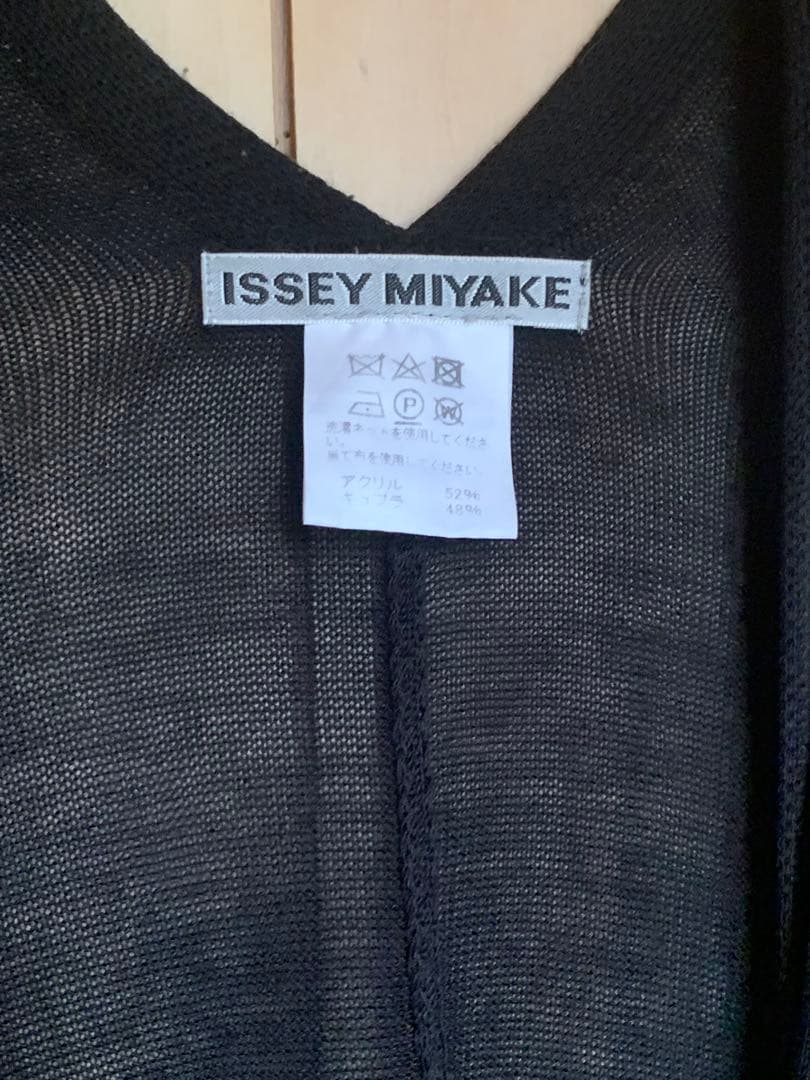 ISSEY MIYAKE
P
W
洗濯ネットを使用してくださ
い。
当て布を使用してください。
アクリル 52%
キュプラ 48%